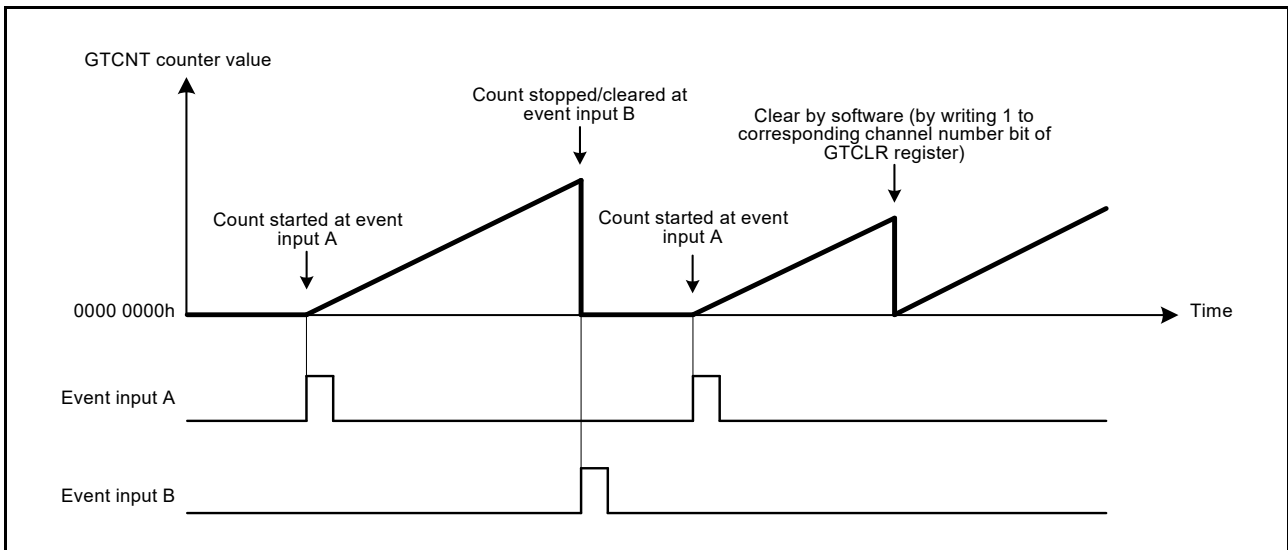 GTCNT counter value
Count stopped/cleared at
event input B
Clear by software (by writing 1 to
corresponding channel number bit of
GTCLR register)
Count started at event
input A
Count started at event
input A
0000 0000h
Time
Event input A
Event input B